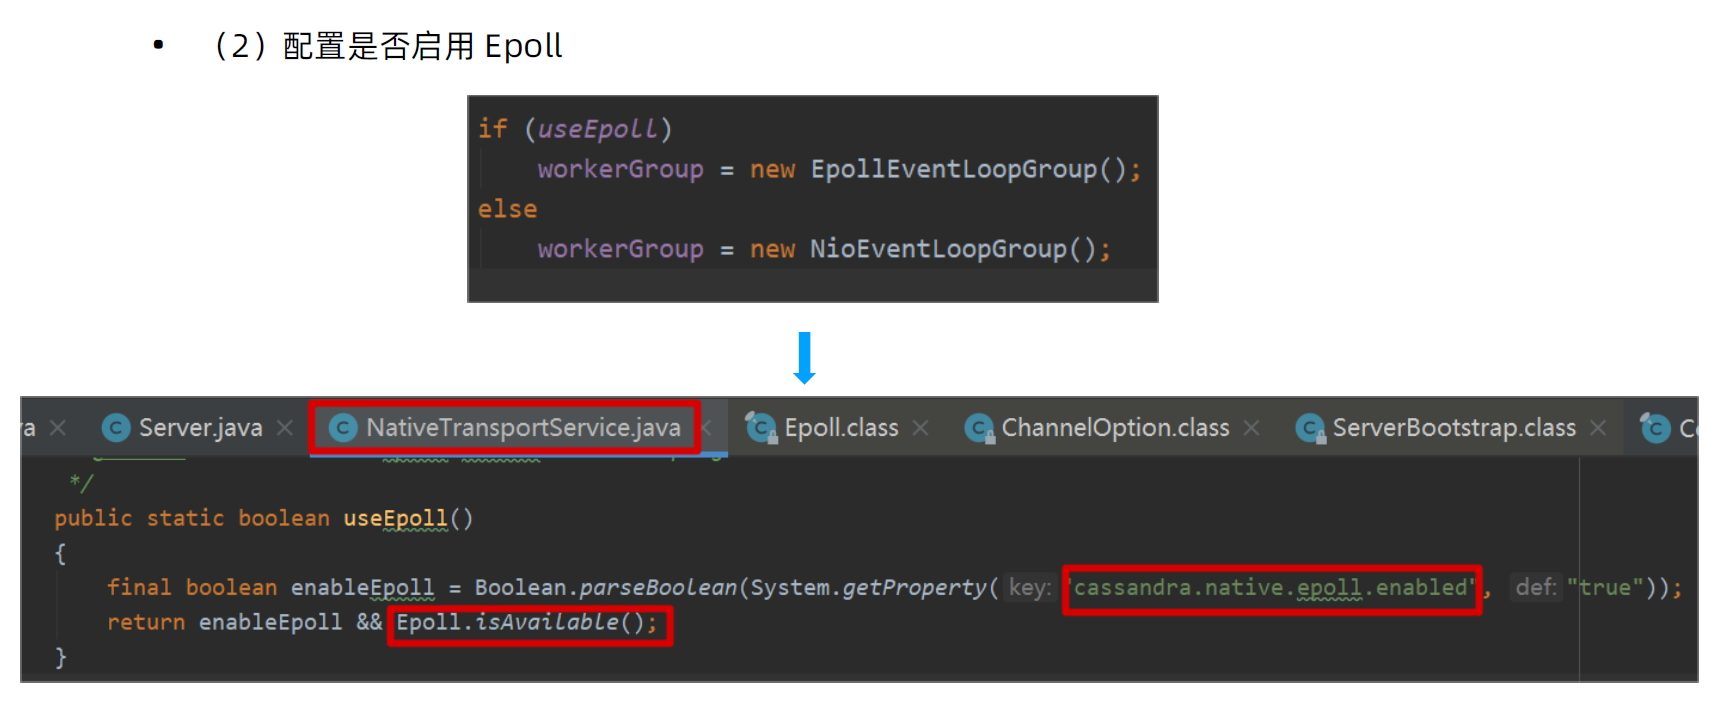 • （2）配置是否启用 Epoll
if (useEpoll)
workerGroup = new EpollEventLoopGroup();
else
workerGroup = new NioEventLoopGroup();
Server.java NativeTransportService.java Epoll.class ChannelOption.class ServerBootstrap.class
*/
public static boolean useEpoll()
{
final boolean enableEpoll = Boolean.parseBoolean(System.getProperty( key: "cassandra.native.epoll.enabled", def: "true"));
return enableEpoll && Epoll.isAvailable();
}